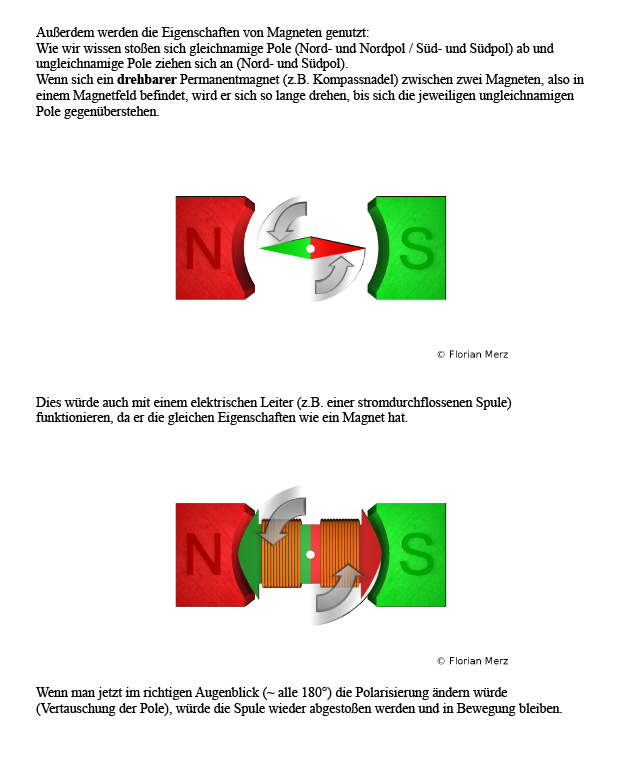 Außerdem werden die Eigenschaften von Magneten genutzt:
Wie wir wissen stoßen sich gleichnamige Pole (Nord- und Nordpol / Süd- und Südpol) ab und
ungleichnamige Pole ziehen sich an (Nord- und Südpol).
Wenn sich ein drehbarer Permanentmagnet (z.B. Kompassnadel) zwischen zwei Magneten, also in
einem Magnetfeld befindet, wird er sich so lange drehen, bis sich die jeweiligen ungleichnamigen
Pole gegenüberstehen.
N S
© Florian Merz
Dies würde auch mit einem elektrischen Leiter (z.B. einer stromdurchflossenen Spule)
funktionieren, da er die gleichen Eigenschaften wie ein Magnet hat.
N S
© Florian Merz
Wenn man jetzt im richtigen Augenblick (~ alle 180°) die Polarisierung ändern würde
(Vertauschung der Pole), würde die Spule wieder abgestoßen werden und in Bewegung bleiben.